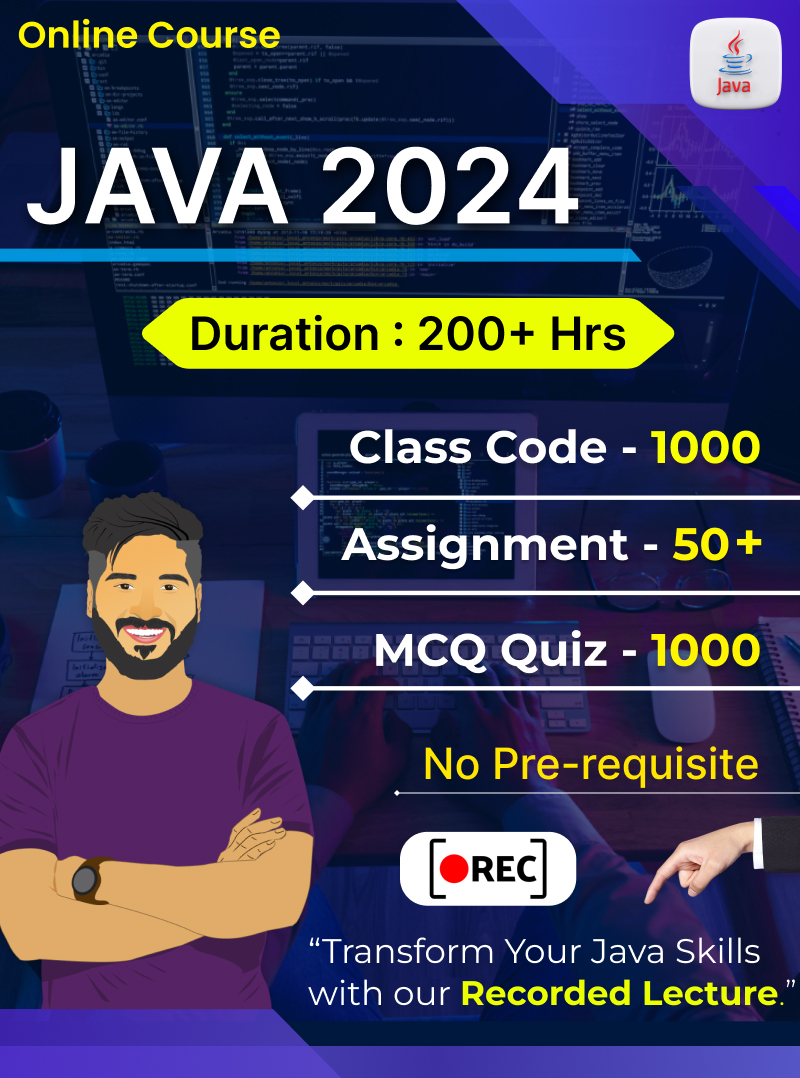 Online Course
Java
JAVA 2024
Duration : 200+ Hrs
Class Code - 1000
Assignment - 50+
MCQ Quiz - 1000
No Pre-requisite
REC
“Transform Your Java Skills
with our Recorded Lecture.”